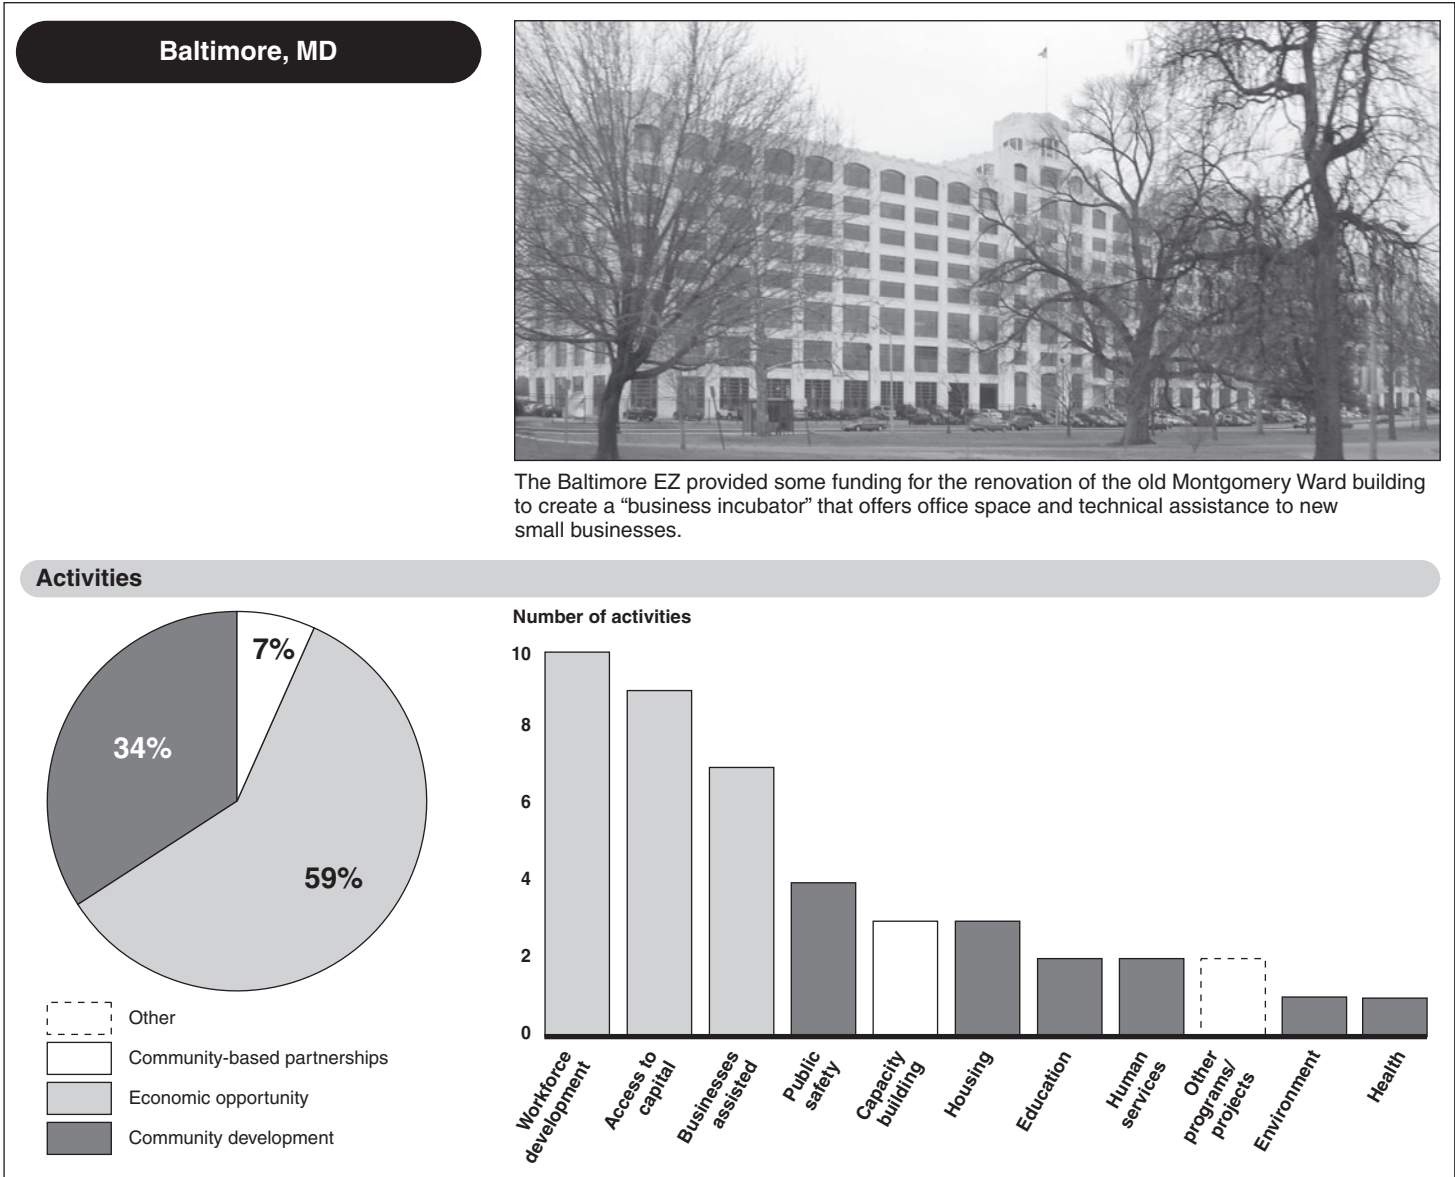 Baltimore, MD
The Baltimore EZ provided some funding for the renovation of the old Montgomery Ward building
to create a “business incubator” that offers office space and technical assistance to new
small businesses.
Activities
7%
34%
59%
Other
Community-based partnerships
Economic opportunity
Community development
Number of activities
10
8
6
4
2
0
Workforce
development
Access to
capital
Businesses
assisted
Public
safety
Capacity
building
Housing
Education
Human
services
Other
programs/
projects
Environment
Health